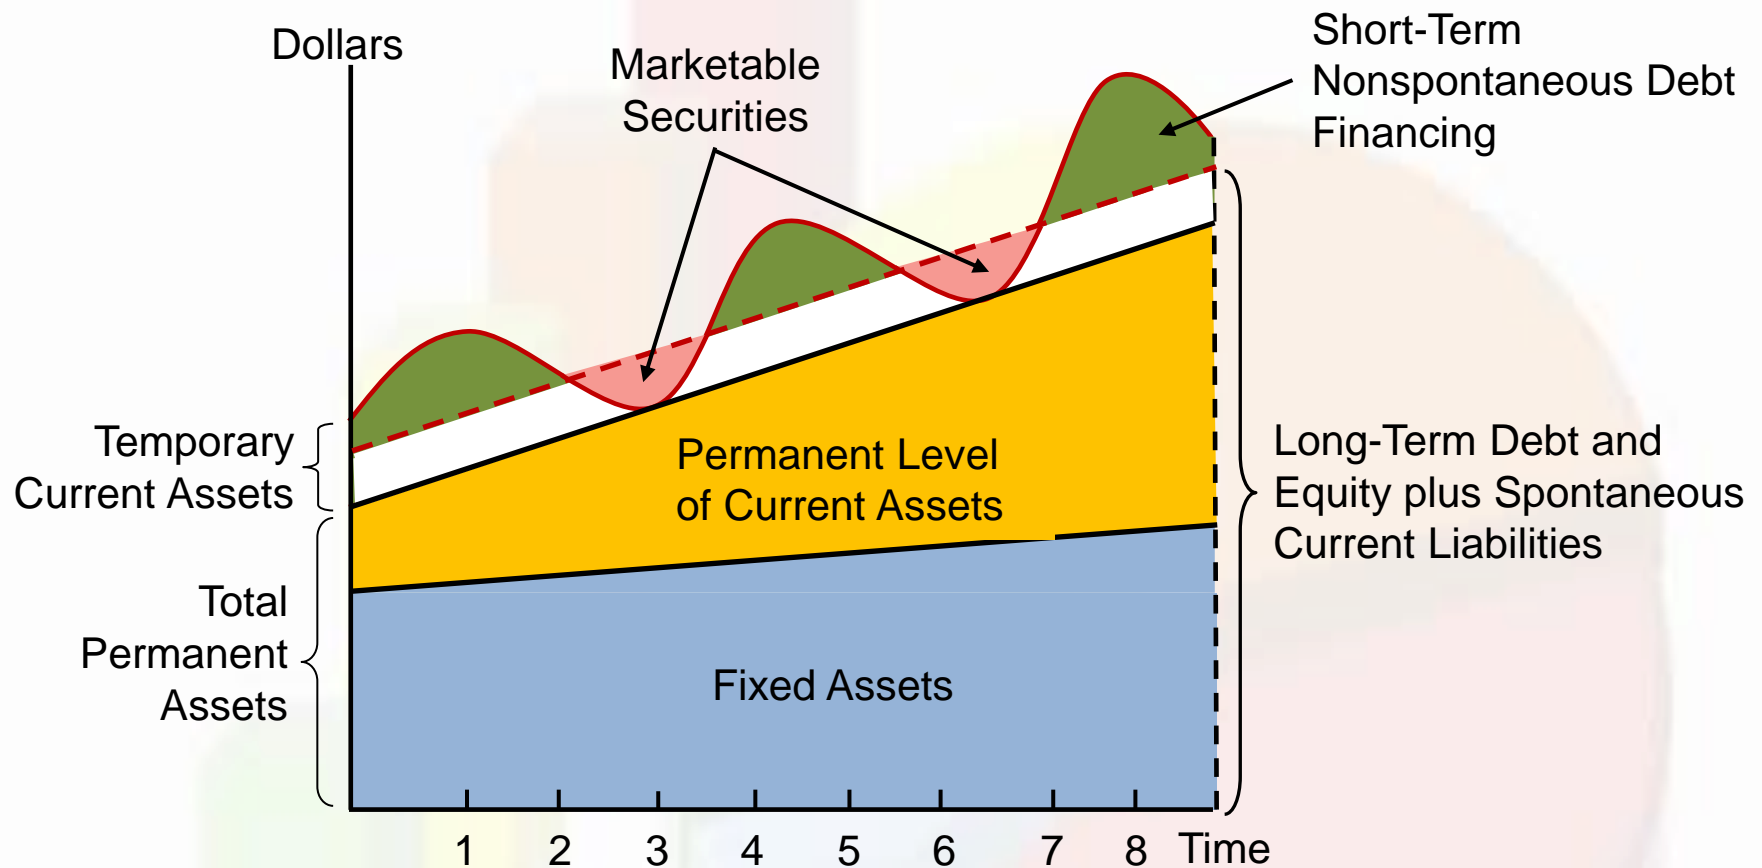 Dollars
Marketable
Securities
Short-Term
Nonspontaneous Debt
Financing
Temporary
Current Assets
Permanent Level
of Current Assets
Long-Term Debt and
Equity plus Spontaneous
Current Liabilities
Total
Permanent
Assets
Fixed Assets
1 2 3 4 5 6 7 8 Time